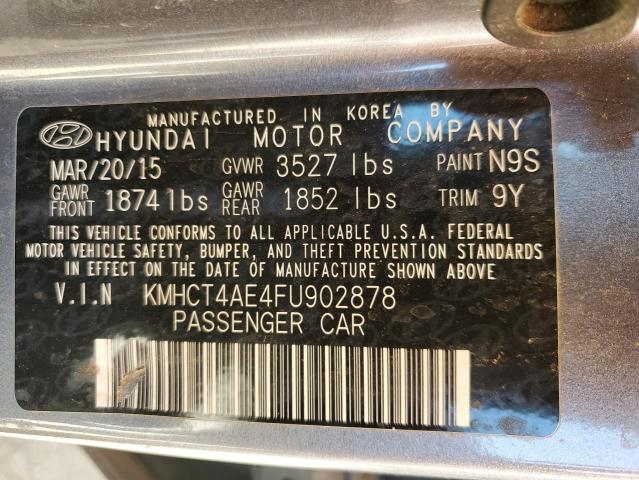 MANUFACTURED IN KOREA BY
HYUNDAI MOTOR COMPANY
MAR/20/15 GVWR 3527 lbs PAINT N9S
GAWR FRONT 1874 lbs GAWR REAR 1852 lbs TRIM 9Y
THIS VEHICLE CONFORMS TO ALL APPLICABLE U.S.A. FEDERAL
MOTOR VEHICLE SAFETY, BUMPER, AND THEFT PREVENTION STANDARDS
IN EFFECT ON THE DATE OF MANUFACTURE SHOWN ABOVE
V.I.N KMHCT4AE4FU902878
PASSENGER CAR